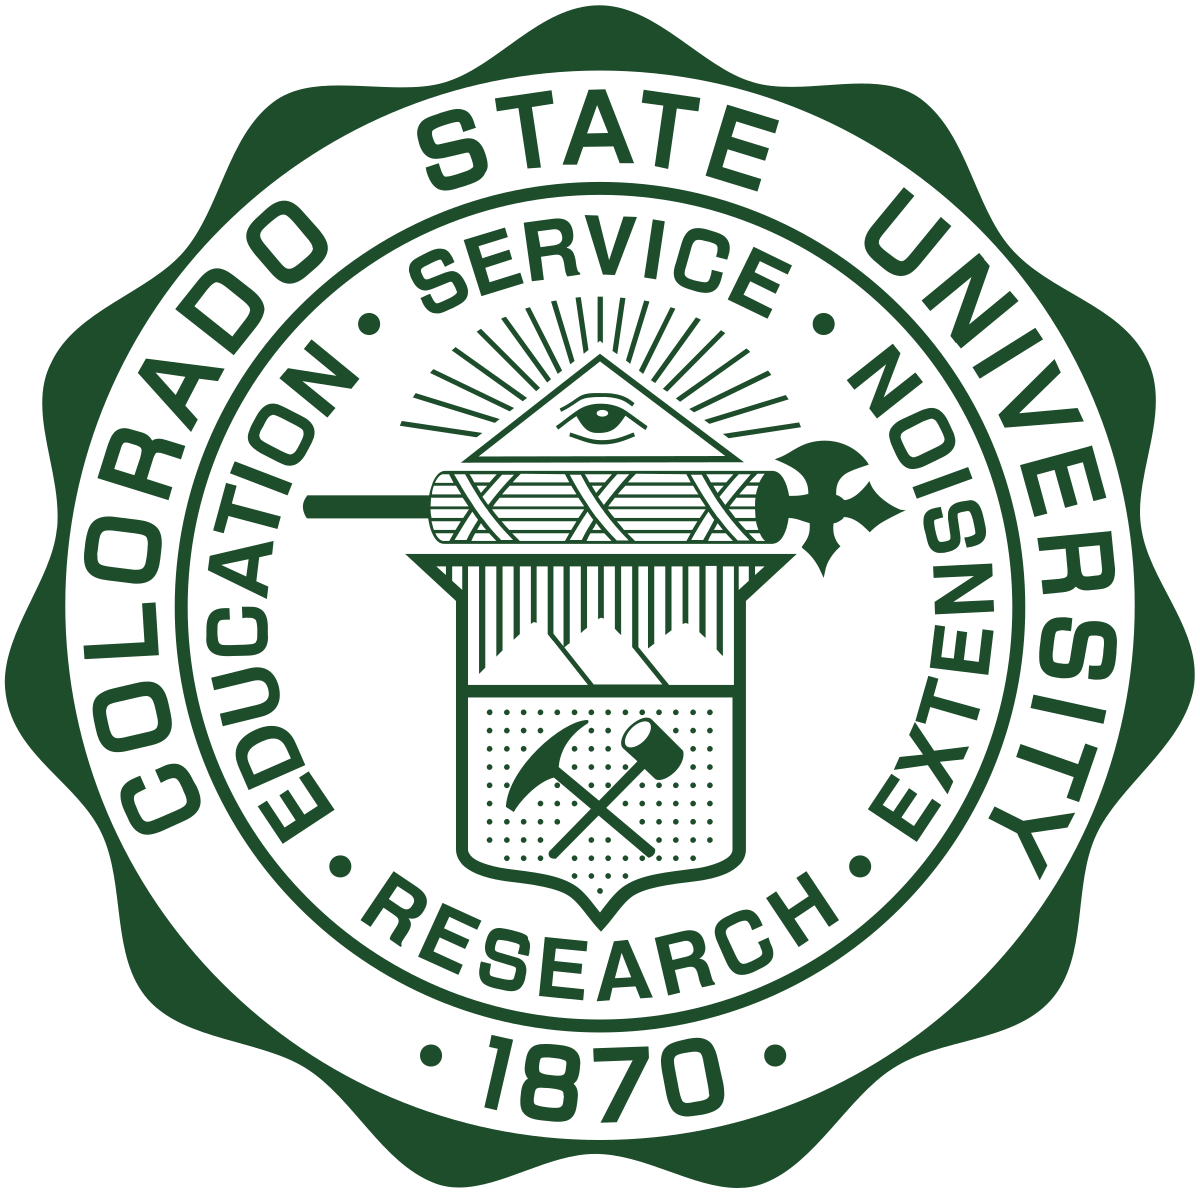 COLORADO STATE UNIVERSITY
EDUCATION • SERVICE • EXTENSION
• RESEARCH •
• 1870 •